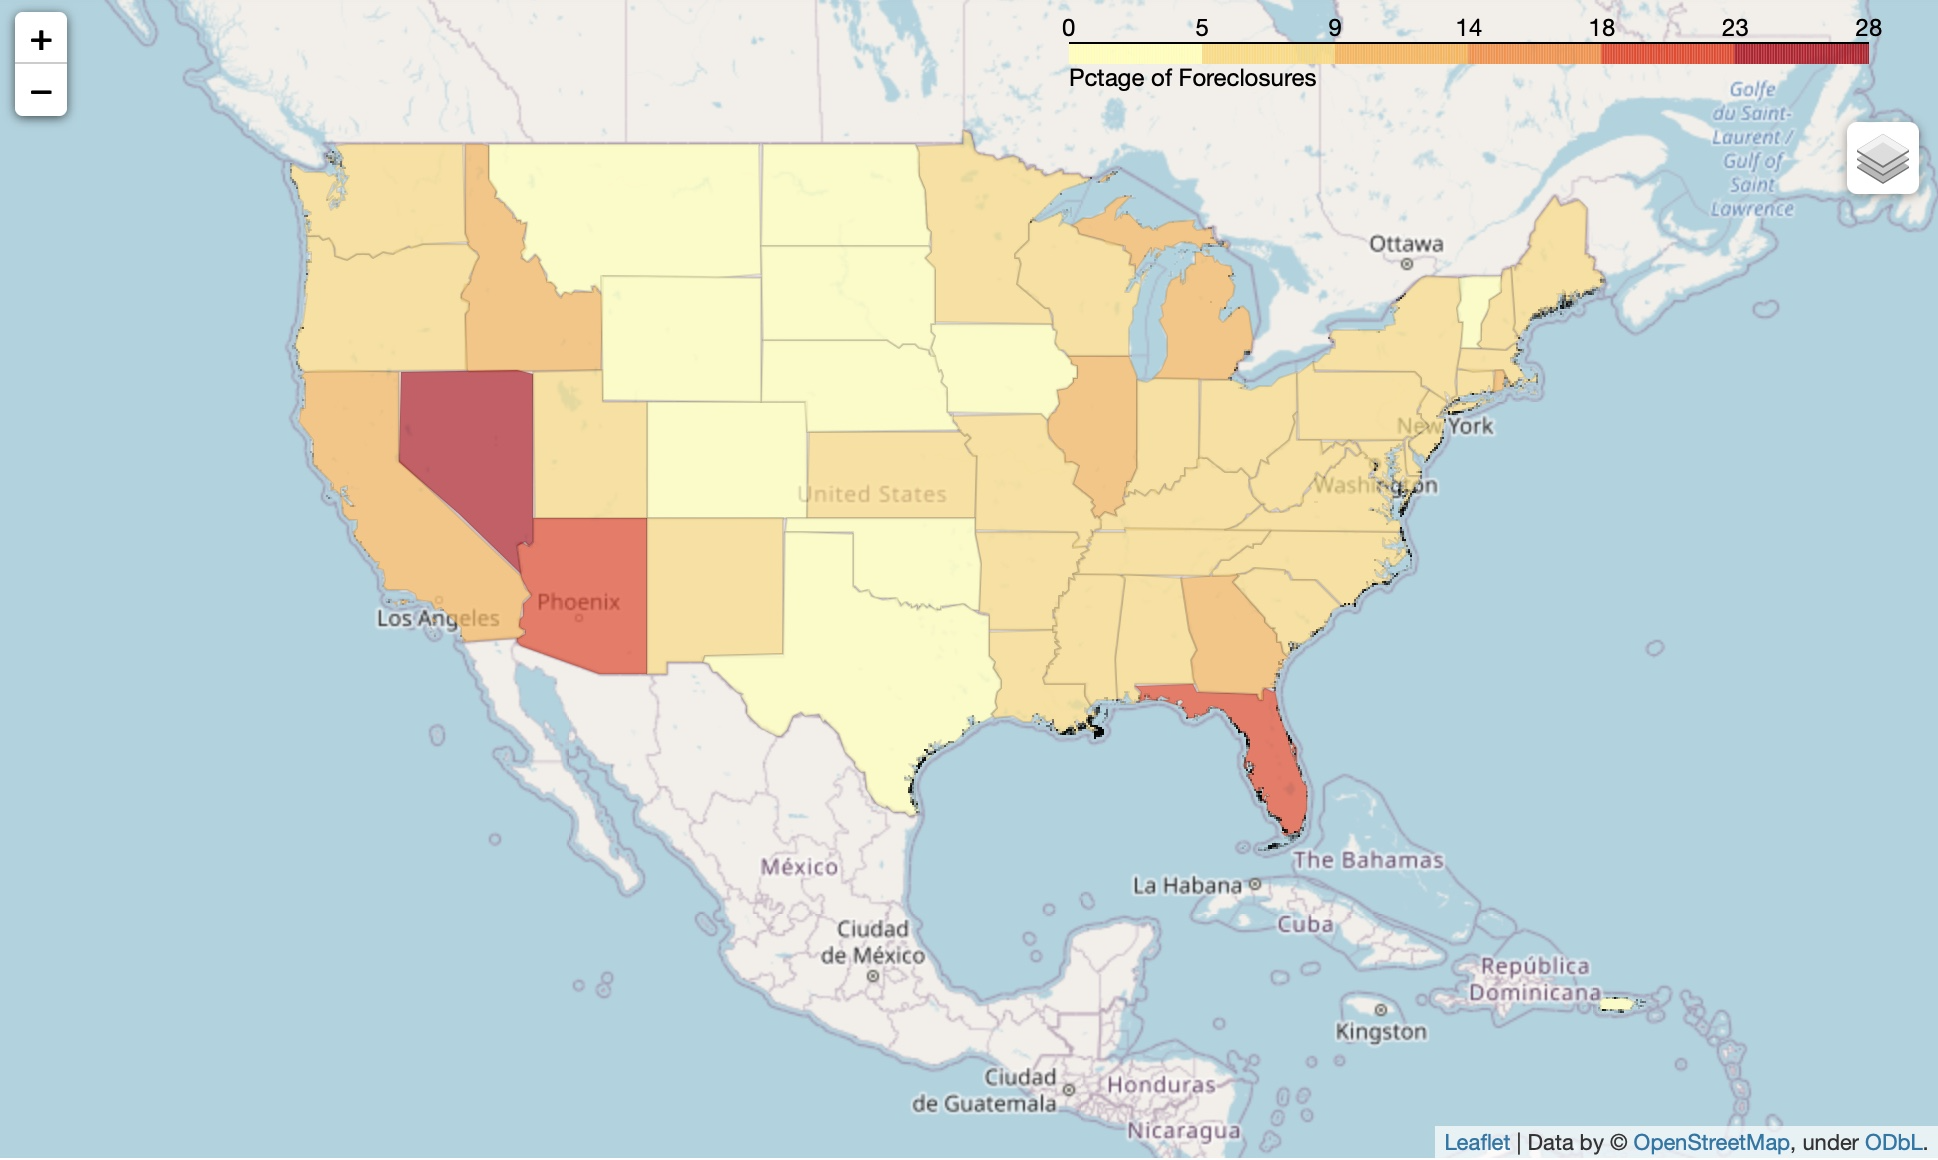 +
−
0 5 9 14 18 23 28
Pctage of Foreclosures
Golfe
du Saint-
Laurent /
Gulf of
Saint
Lawrence
Ottawa
New York
Washington
United States
Phoenix
Los Angeles
México
Ciudad
de México
The Bahamas
La Habana
Cuba
República
Dominicana
Kingston
Ciudad
de Guatemala
Honduras
Nicaragua
Leaflet | Data by © OpenStreetMap, under ODbL.